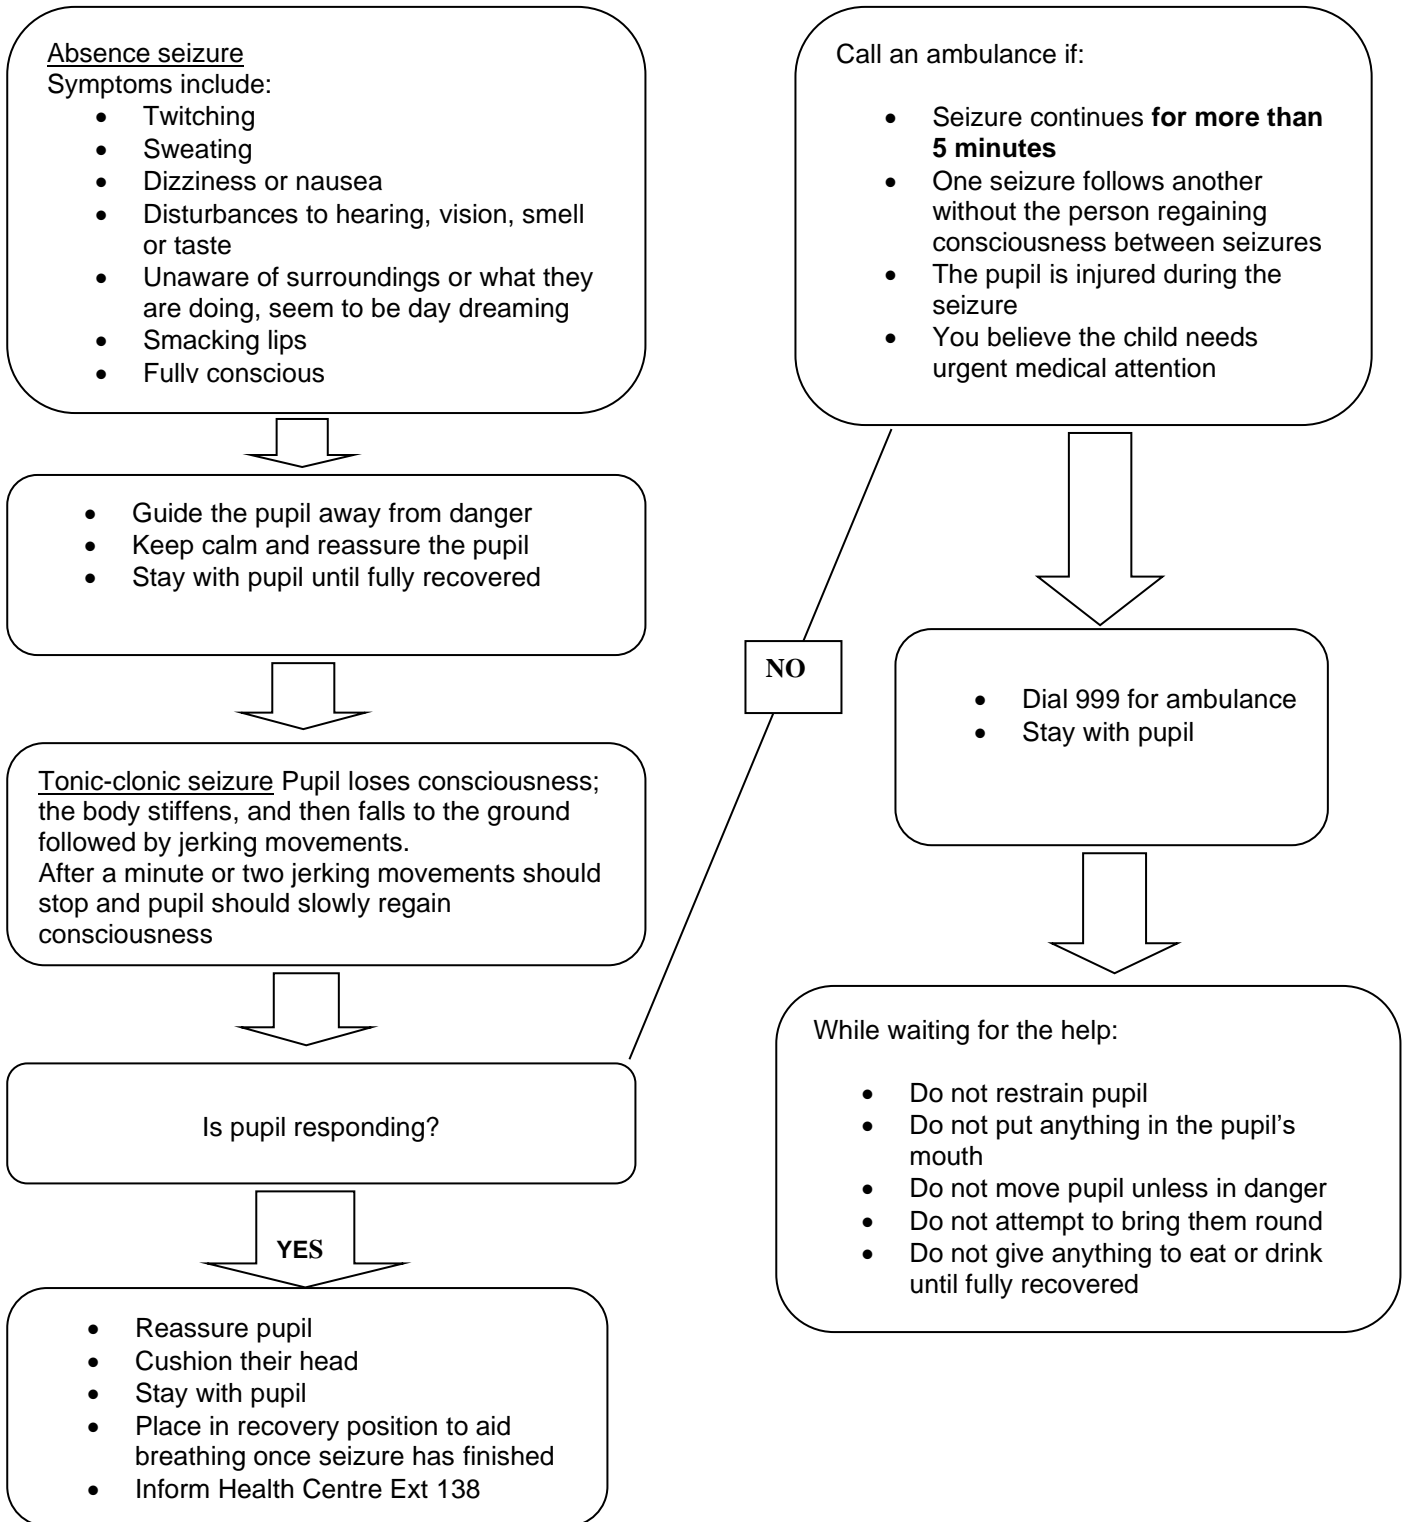 Absence seizure
Symptoms include:
• Twitching
• Sweating
• Dizziness or nausea
• Disturbances to hearing, vision, smell
or taste
• Unaware of surroundings or what they
are doing, seem to be day dreaming
• Smacking lips
• Fully conscious
• Guide the pupil away from danger
• Keep calm and reassure the pupil
• Stay with pupil until fully recovered
Tonic-clonic seizure Pupil loses consciousness;
the body stiffens, and then falls to the ground
followed by jerking movements.
After a minute or two jerking movements should
stop and pupil should slowly regain
consciousness
Is pupil responding?
YES
• Reassure pupil
• Cushion their head
• Stay with pupil
• Place in recovery position to aid
breathing once seizure has finished
• Inform Health Centre Ext 138
NO
Call an ambulance if:
• Seizure continues for more than
5 minutes
• One seizure follows another
without the person regaining
consciousness between seizures
• The pupil is injured during the
seizure
• You believe the child needs
urgent medical attention
• Dial 999 for ambulance
• Stay with pupil
While waiting for the help:
• Do not restrain pupil
• Do not put anything in the pupil’s
mouth
• Do not move pupil unless in danger
• Do not attempt to bring them round
• Do not give anything to eat or drink
until fully recovered